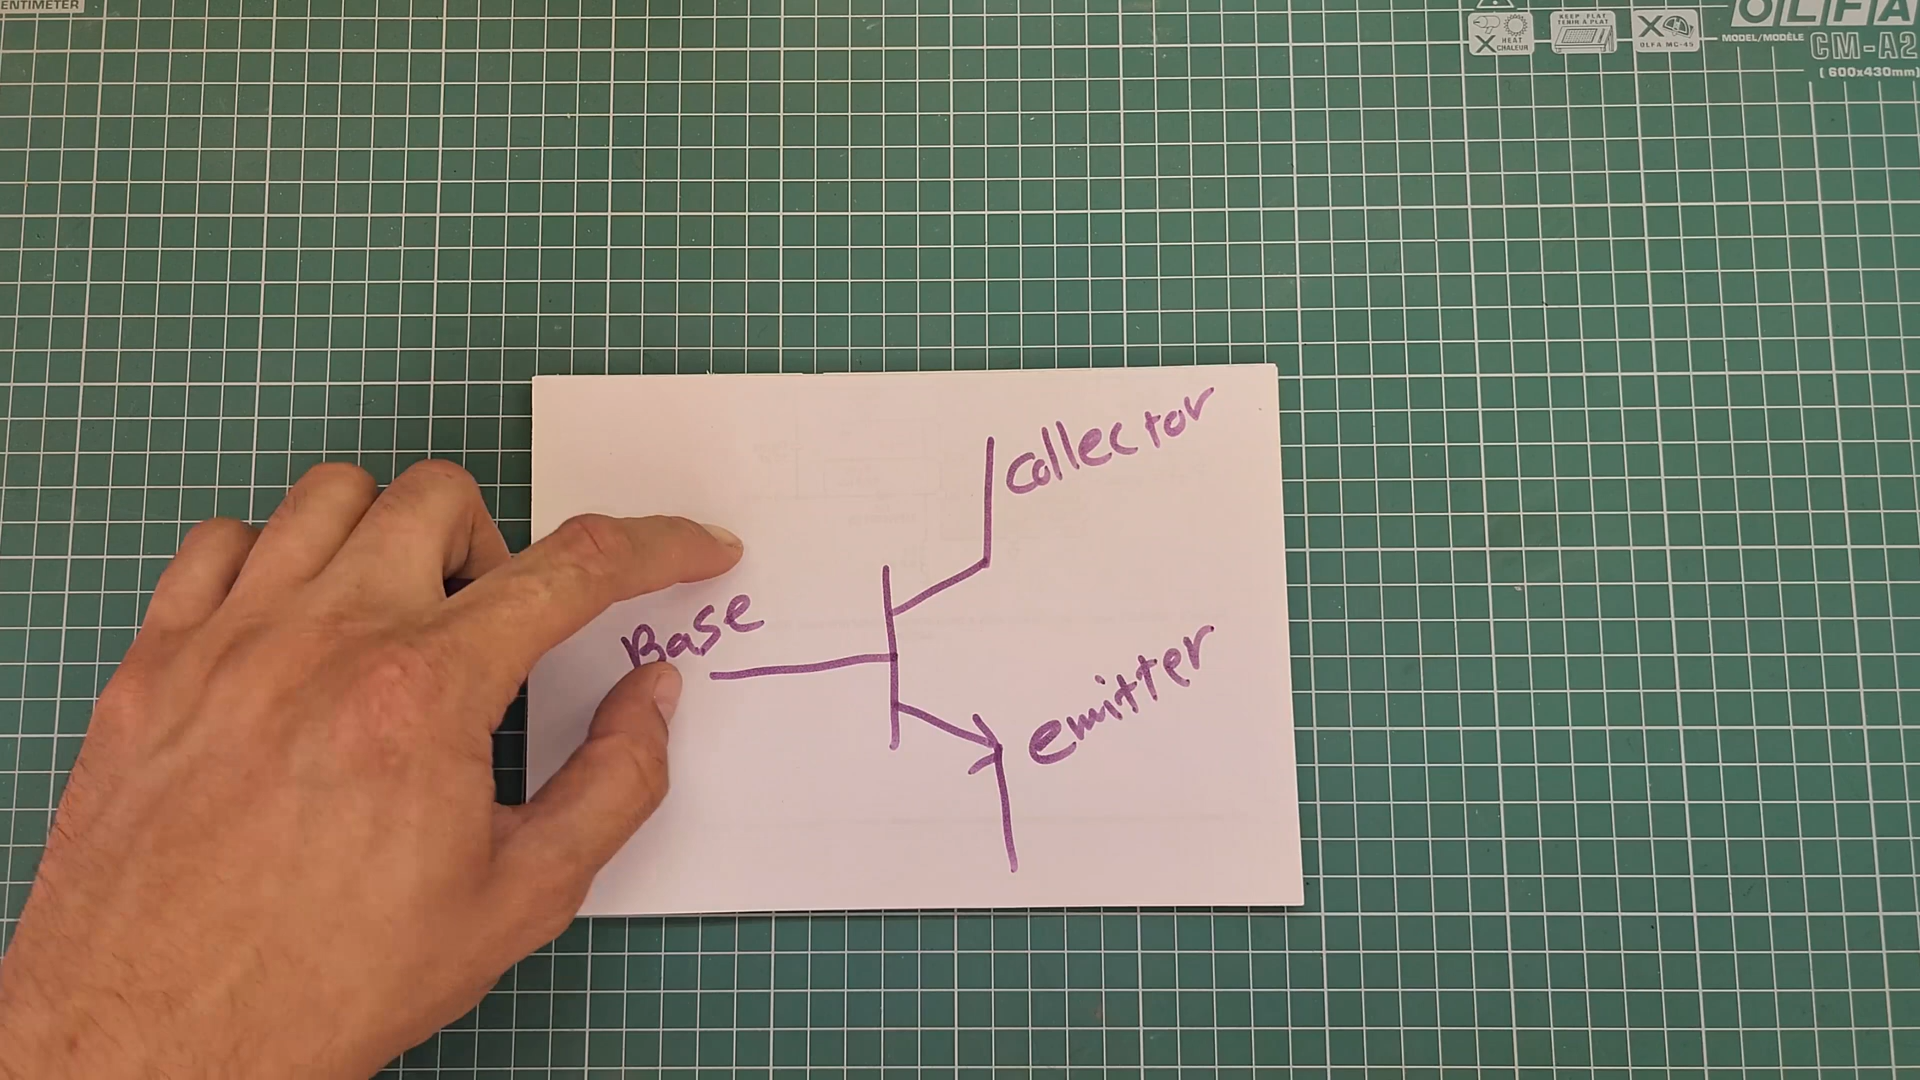 ENTIMETER
OLFA
MODEL/MODÈLE CM-A2
(600x430mm)
X HEAT CHALEUR
KEEP FLAT
TENIR À PLAT
X
OLFA MC-45
collector
Base
emitter